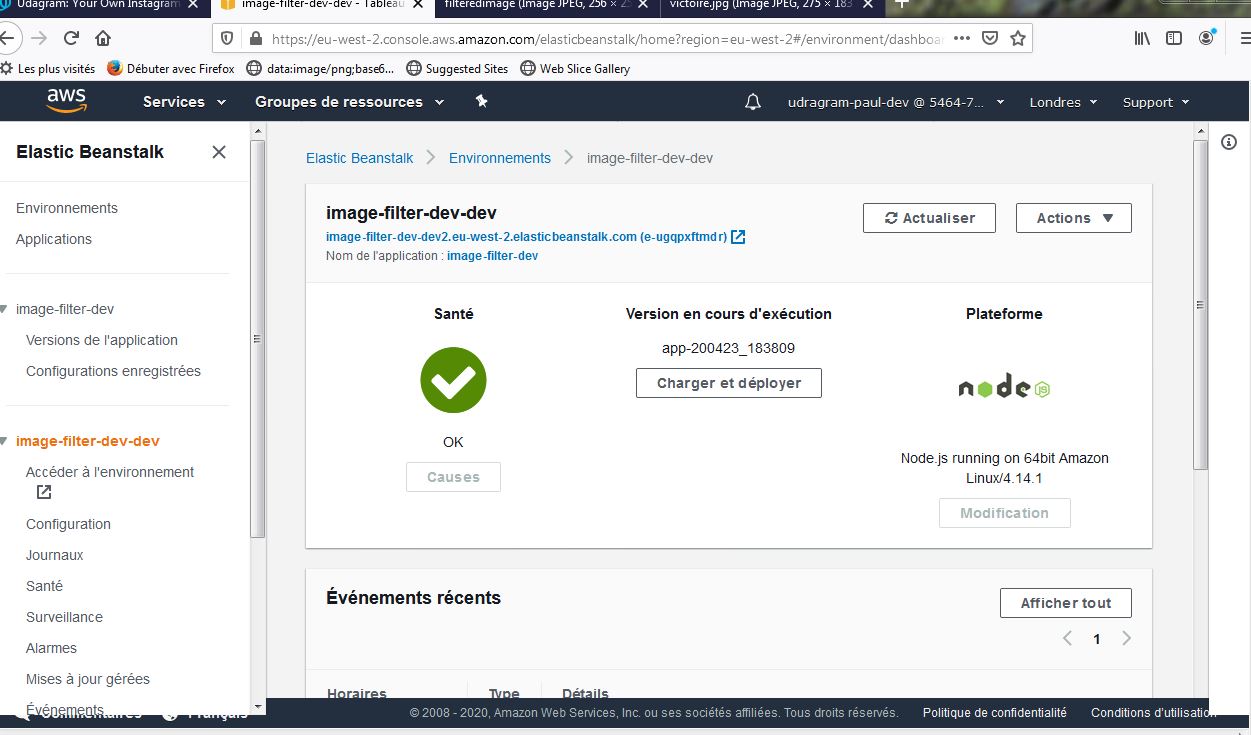 Udagram: Your Own Instagram
image-filter-dev-dev - Tableau
filteredimage (Image JPEG, 256 × 25
victoire.jpg (Image JPEG, 275 × 183
https://eu-west-2.console.aws.amazon.com/elasticbeanstalk/home?region=eu-west-2#/environment/dashboar
Les plus visités
Débuter avec Firefox
data:image/png;base6...
Suggested Sites
Web Slice Gallery
aws
Services
Groupes de ressources
udragram-paul-dev @ 5464-7...
Londres
Support
Elastic Beanstalk
Environnements
Applications
image-filter-dev
Versions de l'application
Configurations enregistrées
image-filter-dev-dev
Accéder à l'environnement
Configuration
Journaux
Santé
Surveillance
Alarmes
Mises à jour gérées
Événements
Elastic Beanstalk
Environnements
image-filter-dev-dev
image-filter-dev-dev
image-filter-dev-dev2.eu-west-2.elasticbeanstalk.com (e-ugqpxftmdr)
Nom de l'application : image-filter-dev
Actualiser
Actions
Santé
OK
Causes
Version en cours d'exécution
app-200423_183809
Charger et déployer
Plateforme
node JS
Node.js running on 64bit Amazon
Linux/4.14.1
Modification
Événements récents
Afficher tout
1
Horaires
Type
Détails
Commentaires
Français
© 2008 - 2020, Amazon Web Services, Inc. ou ses sociétés affiliées. Tous droits réservés.
Politique de confidentialité
Conditions d'utilisation